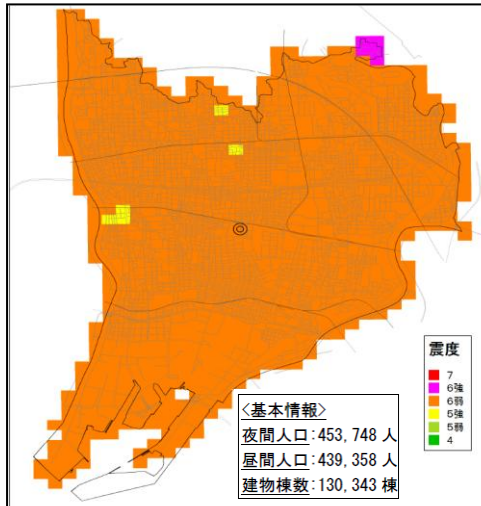 震度
7
6強
6弱
5強
5弱
4
<基本情報>
夜間人口:453,748 人
昼間人口:439,358 人
建物棟数:130,343 棟